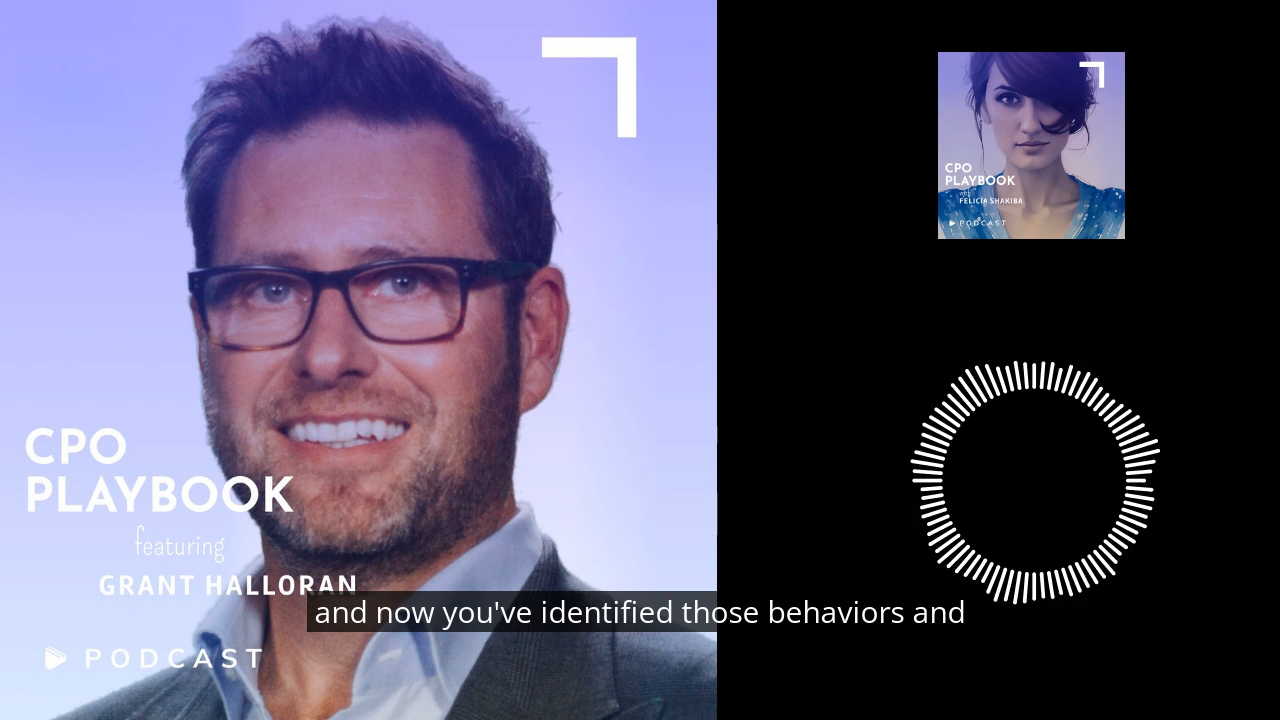 CPO
PLAYBOOK
featuring
GRANT HALLORAN
PODCAST
CPO
PLAYBOOK
with
FELICIA SHAKIBA
PODCAST
and now you've identified those behaviors and